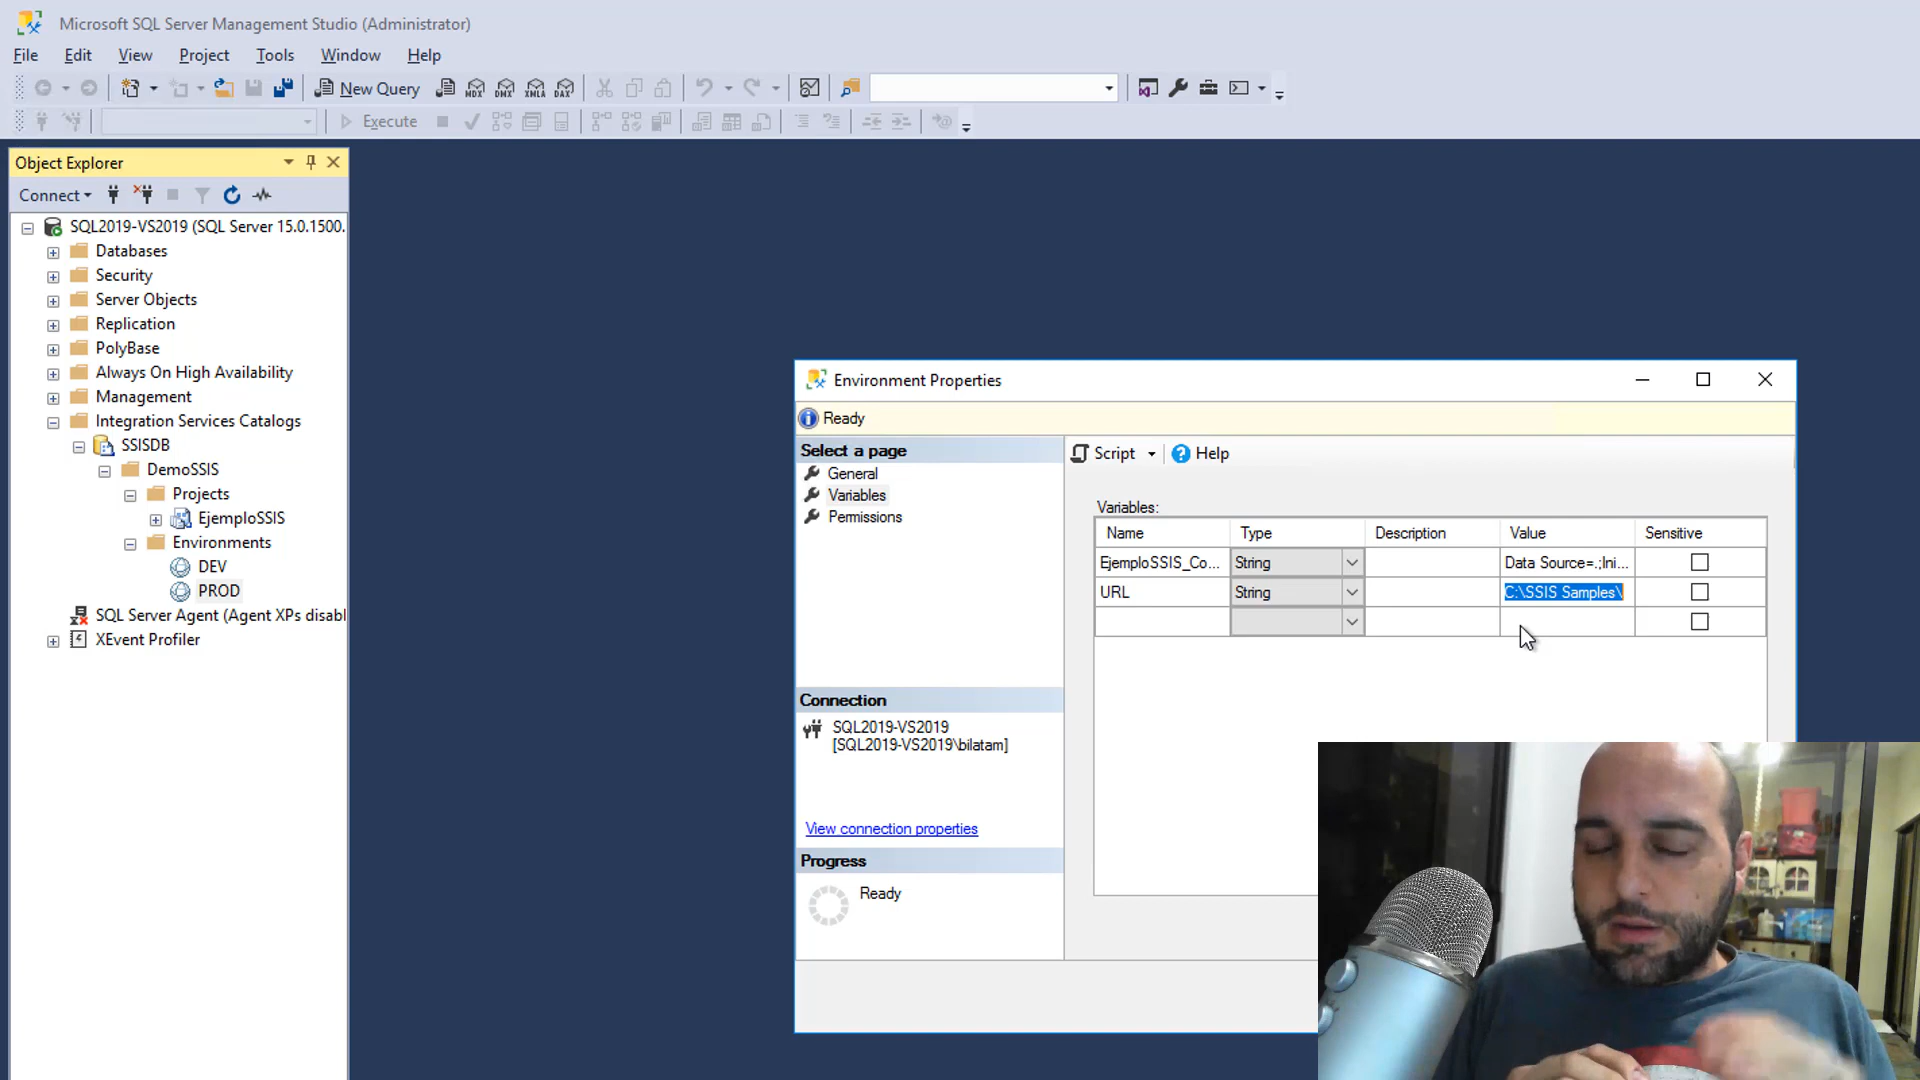 Microsoft SQL Server Management Studio (Administrator)
File Edit View Project Tools Window Help
New Query MDX DMX XMLA DAX
Execute
Object Explorer
Connect
SQL2019-VS2019 (SQL Server 15.0.1500.
Databases
Security
Server Objects
Replication
PolyBase
Always On High Availability
Management
Integration Services Catalogs
SSISDB
DemoSSIS
Projects
EjemploSSIS
Environments
DEV
PROD
SQL Server Agent (Agent XPs disabl
XEvent Profiler
Environment Properties
Ready
Select a page
General
Variables
Permissions
Connection
SQL2019-VS2019
[SQL2019-VS2019\bilatam]
View connection properties
Progress
Ready
Script Help
Variables:
Name Type Description Value Sensitive
EjemploSSIS_Co... String Data Source=.;Ini...
URL String C:\SSIS Samples\